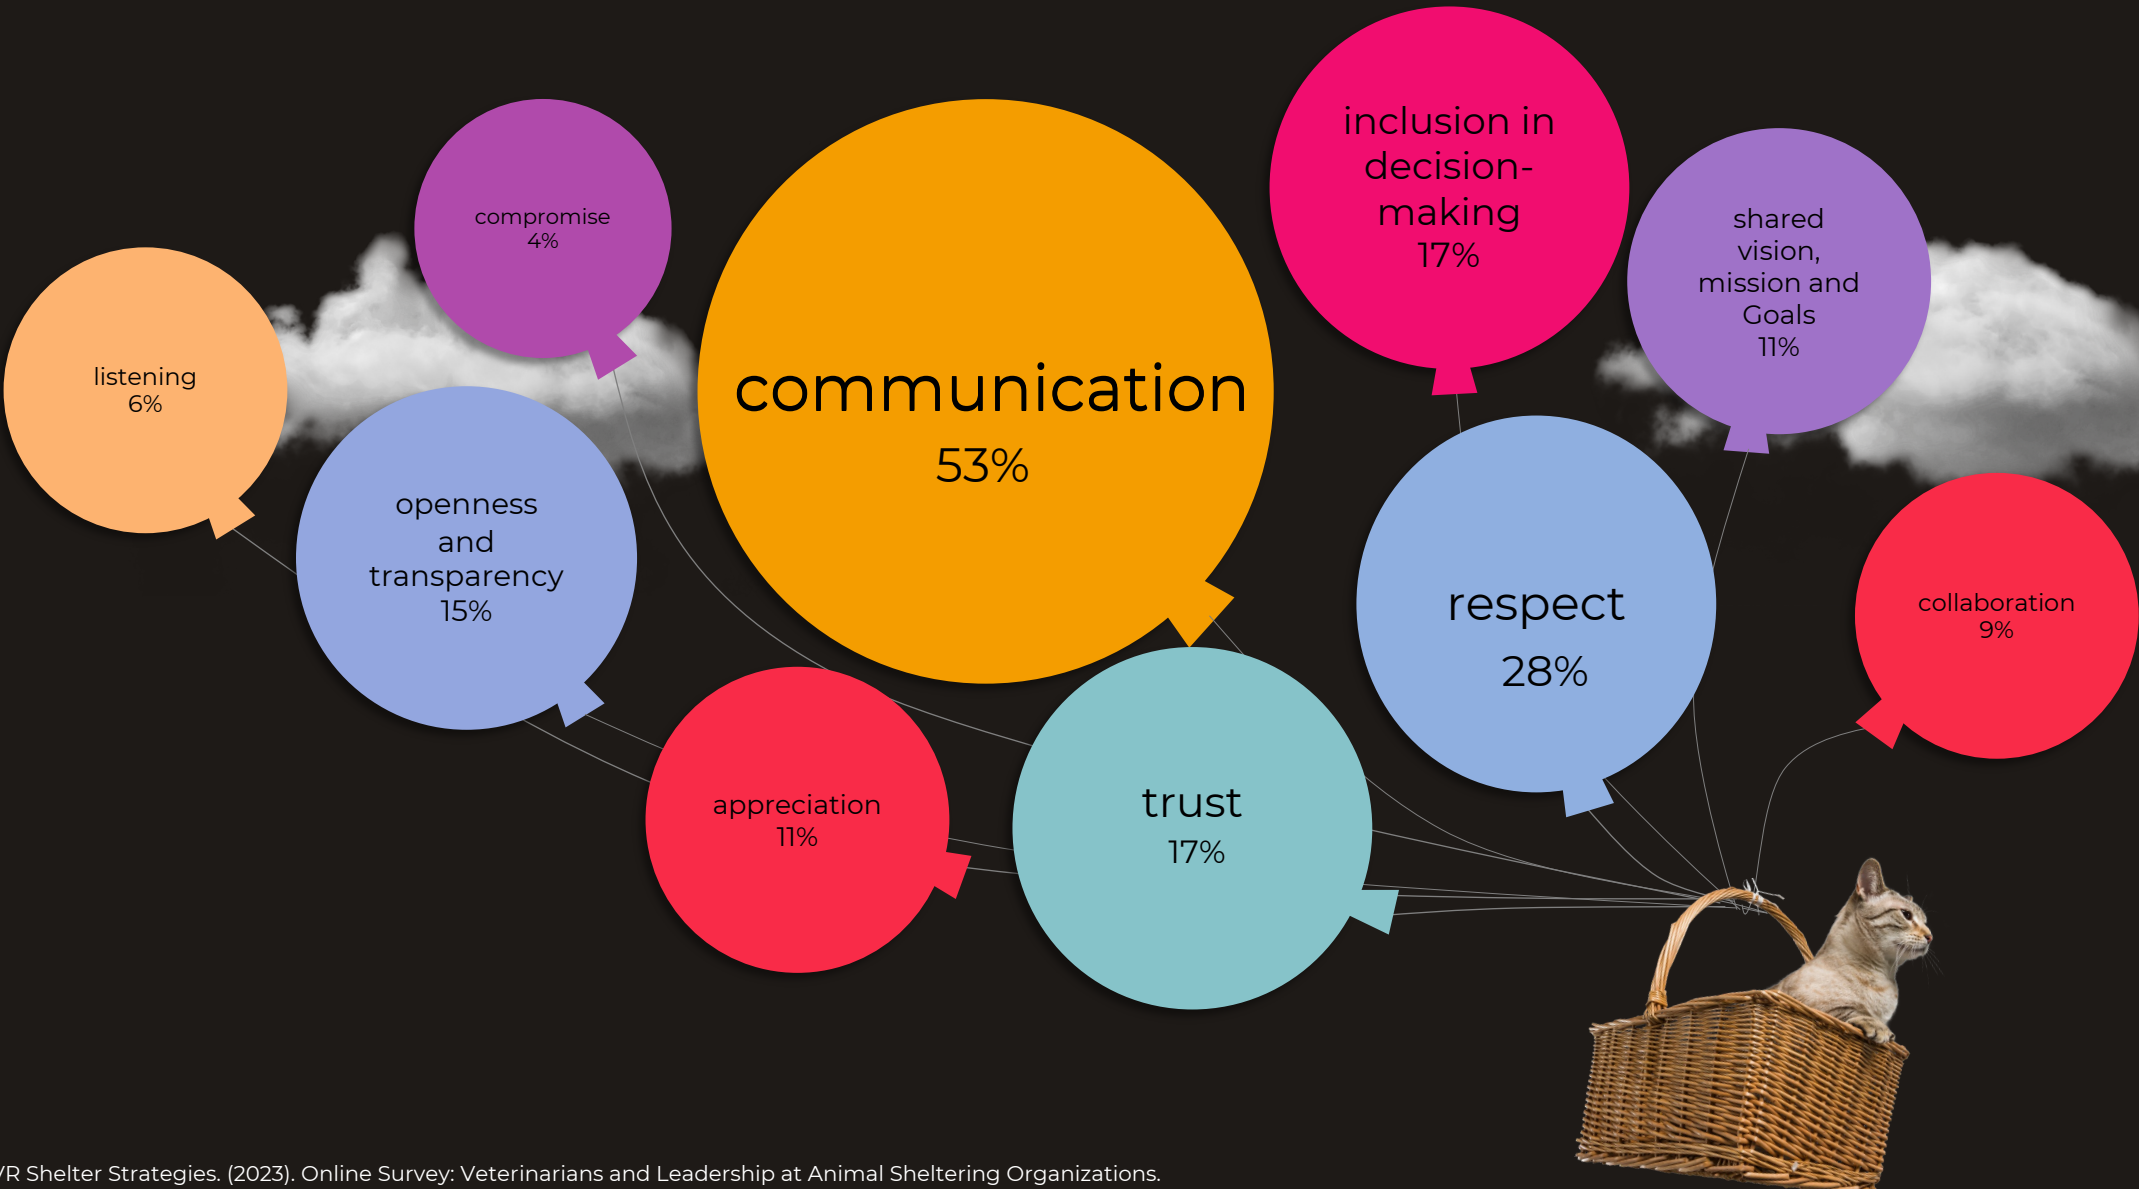 listening
6%
compromise
4%
openness
and
transparency
15%
communication
53%
appreciation
11%
trust
17%
inclusion in
decision-
making
17%
respect
28%
shared
vision,
mission and
Goals
11%
collaboration
9%
Shelter Strategies. (2023). Online Survey: Veterinarians and Leadership at Animal Sheltering Organizations.